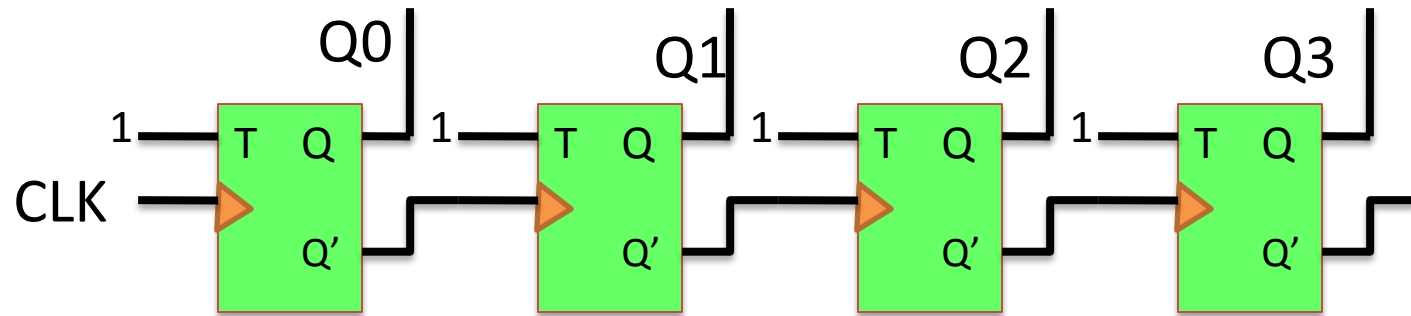 Q0 Q1 Q2 Q3
1 T Q 1 T Q 1 T Q 1 T Q
CLK
Q’ Q’ Q’ Q’